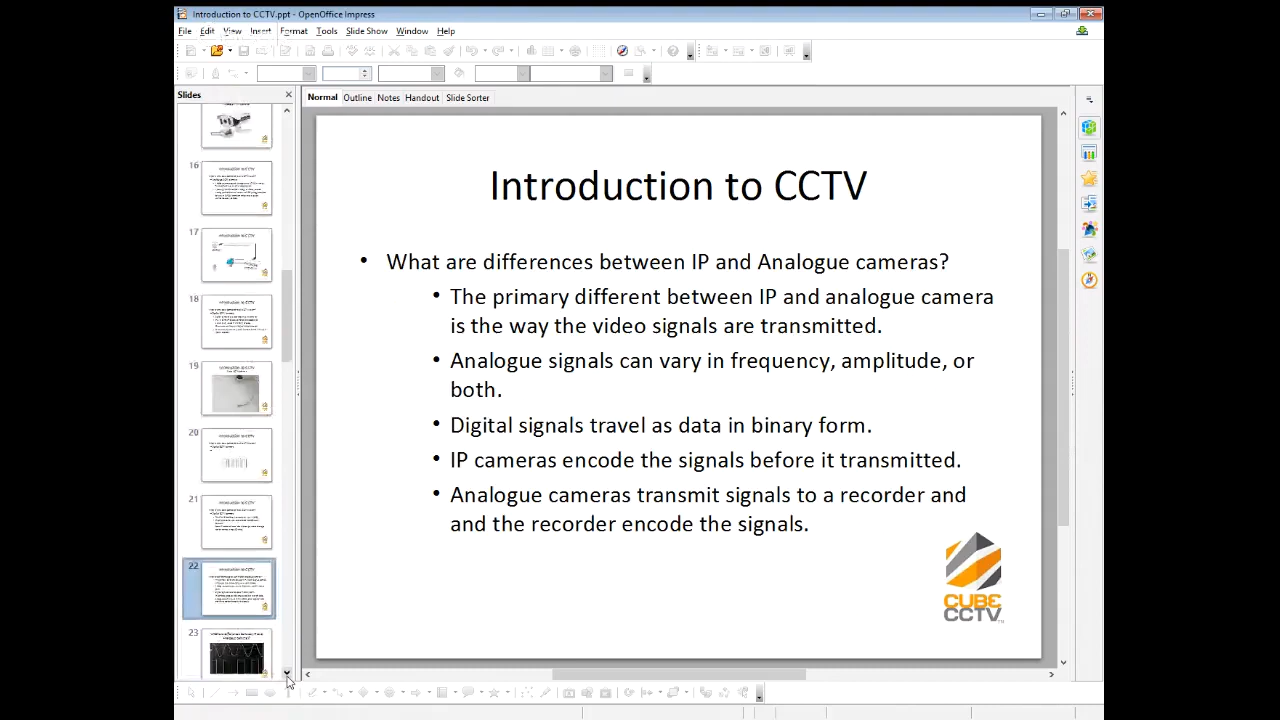 Introduction to CCTV.ppt - OpenOffice Impress
File Edit View Insert Format Tools Slide Show Window Help
Slides
Normal Outline Notes Handout Slide Sorter
16
17
18
19
20
21
22
23
Introduction to CCTV
• What are differences between IP and Analogue cameras?
• The primary different between IP and analogue camera
is the way the video signals are transmitted.
• Analogue signals can vary in frequency, amplitude, or
both.
• Digital signals travel as data in binary form.
• IP cameras encode the signals before it transmitted.
• Analogue cameras transmit signals to a recorder and
and the recorder encode the signals.
CUBE
CCTV